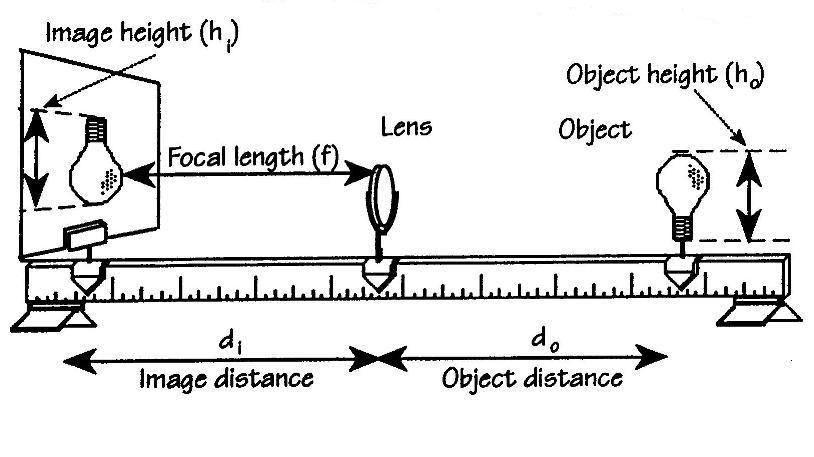 Image height (hᵢ)
Object height (hₒ)
Lens
Object
Focal length (f)
dᵢ
dₒ
Image distance
Object distance